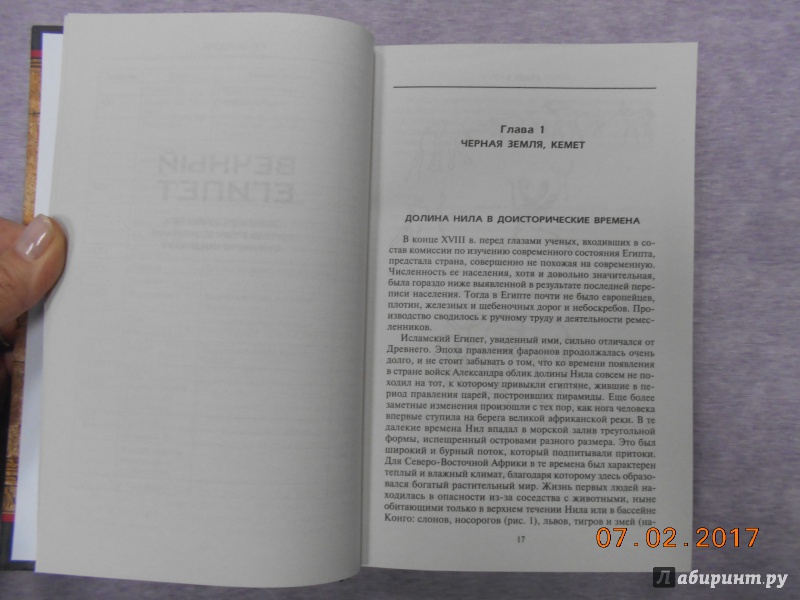 Глава 1
ЧЕРНАЯ ЗЕМЛЯ, КЕМЕТ
ДОЛИНА НИЛА В ДОИСТОРИЧЕСКИЕ ВРЕМЕНА
В конце XVIII в. перед глазами ученых, входивших в со-
став комиссии по изучению современного состояния Египта,
предстала страна, совершенно не похожая на современную.
Численность ее населения, хотя и довольно значительная,
была гораздо ниже выявленной в результате последней пере-
писи населения. Тогда в Египте почти не было европейцев,
плотин, железных и щебеночных дорог и небоскребов. Про-
изводство сводилось к ручному труду и деятельности ремес-
ленников.
Исламский Египет, увиденный ими, сильно отличался от
Древнего. Эпоха правления фараонов продолжалась очень
долго, и не стоит забывать о том, что ко времени появления
в стране войск Александра облик долины Нила совсем не по-
ходил на тот, к которому привыкли египтяне, жившие в пе-
риод правления царей, построивших пирамиды. Еще более
заметные изменения произошли с тех пор, как нога человека
впервые ступила на берега великой африканской реки. В те
далекие времена Нил впадал в морской залив треугольной
формы, испещренный островами разного размера. Это был
широкий и бурный поток, который подпитывали притоки.
Для Северо-Восточной Африки в те времена был характерен
теплый и влажный климат, благодаря которому здесь образо-
вался богатый растительный мир. Жизнь первых людей на-
ходилась в опасности из-за соседства с животными, ныне
обитающими только в верхнем течении Нила или в бассейне
Конго: слонов, носорогов (рис. 1), львов, тигров и змей (на-
17
07.02.2017
Лабиринт.ру
ВЕЧНЫЙ
ЕГИПЕТ